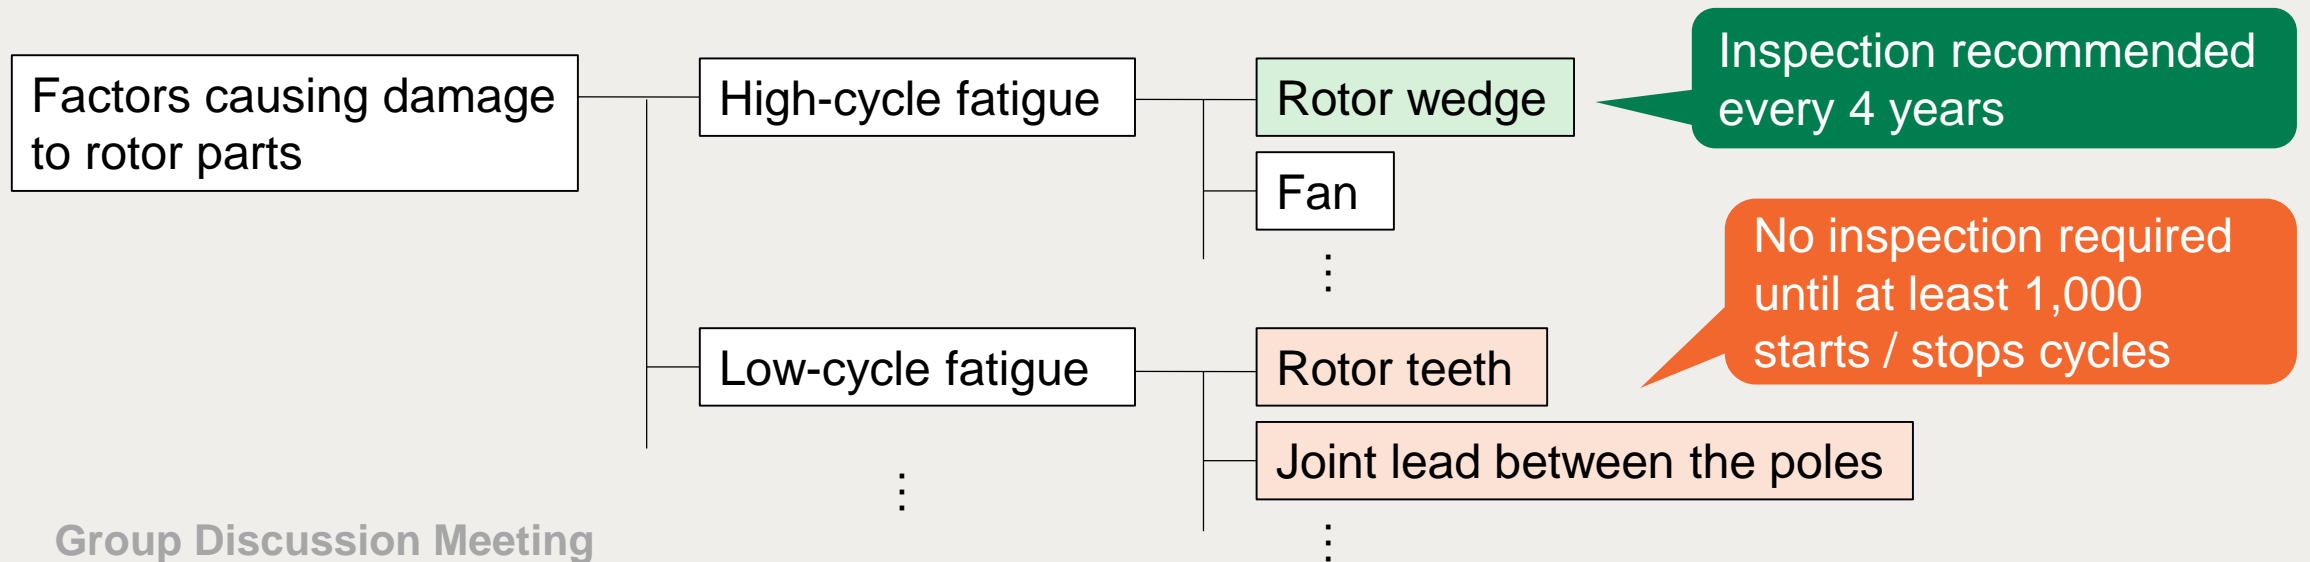 Factors causing damage
to rotor parts
High-cycle fatigue
Rotor wedge
Inspection recommended
every 4 years
Fan
⋮
No inspection required
until at least 1,000
starts / stops cycles
Low-cycle fatigue
Rotor teeth
Joint lead between the poles
⋮
⋮
Group Discussion Meeting